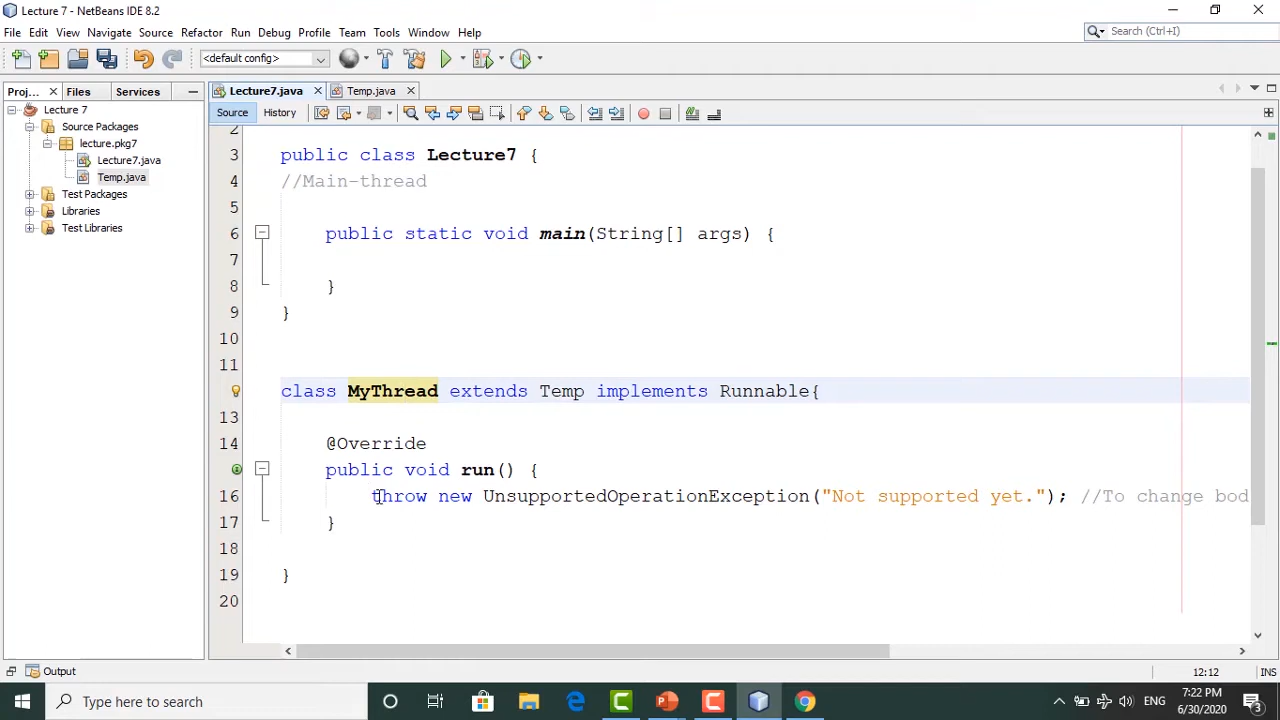 Lecture 7 - NetBeans IDE 8.2
File Edit View Navigate Source Refactor Run Debug Profile Team Tools Window Help
Search (Ctrl+I)
<default config>
Proj... Files Services
Lecture7.java Temp.java
Source History
Lecture 7
Source Packages
lecture.pkg7
Lecture7.java
Temp.java
Test Packages
Libraries
Test Libraries
2
3 public class Lecture7 {
4 //Main-thread
5
6 public static void main(String[] args) {
7
8 }
9 }
10
11
class MyThread extends Temp implements Runnable{
13
14 @Override
public void run() {
16 throw new UnsupportedOperationException("Not supported yet."); //To change bod
17 }
18
19 }
20
Output
12:12 INS
Type here to search
ENG
7:22 PM
6/30/2020
3